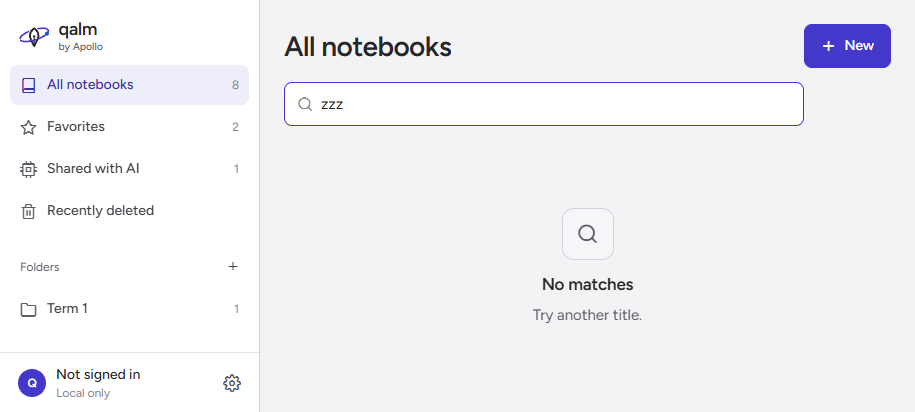 qalm
by Apollo
All notebooks 8
Favorites 2
Shared with AI 1
Recently deleted
Folders +
Term 1 1
Q
Not signed in
Local only
All notebooks
+ New
zzz
No matches
Try another title.